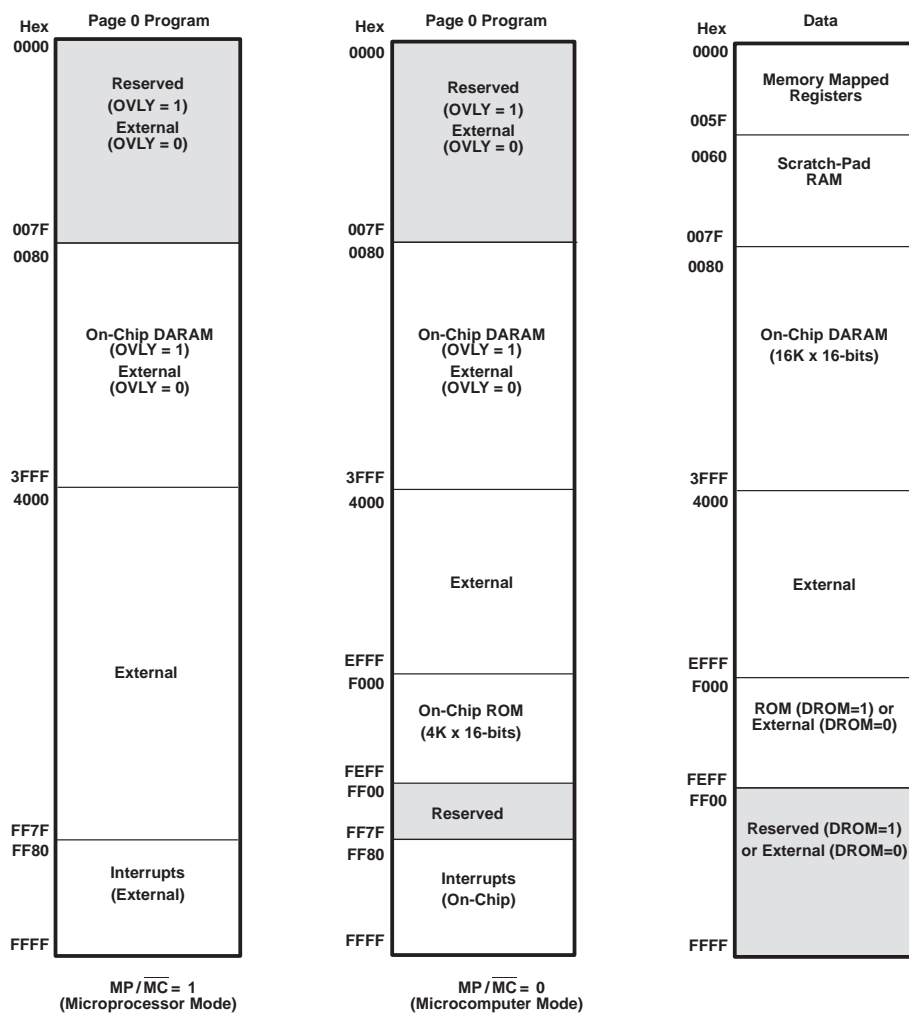 Hex
Page 0 Program
0000
Reserved
(OVLY = 1)
External
(OVLY = 0)
007F
0080
On-Chip DARAM
(OVLY = 1)
External
(OVLY = 0)
3FFF
4000
External
FF7F
FF80
Interrupts
(External)
FFFF
MP/MC = 1
(Microprocessor Mode)
Hex
Page 0 Program
0000
Reserved
(OVLY = 1)
External
(OVLY = 0)
007F
0080
On-Chip DARAM
(OVLY = 1)
External
(OVLY = 0)
3FFF
4000
External
EFFF
F000
On-Chip ROM
(4K x 16-bits)
FEFF
FF00
Reserved
FF7F
FF80
Interrupts
(On-Chip)
FFFF
MP/MC = 0
(Microcomputer Mode)
Hex
Data
0000
Memory Mapped
Registers
005F
0060
Scratch-Pad
RAM
007F
0080
On-Chip DARAM
(16K x 16-bits)
3FFF
4000
External
EFFF
F000
ROM (DROM=1) or
External (DROM=0)
FEFF
FF00
Reserved (DROM=1)
or External (DROM=0)
FFFF